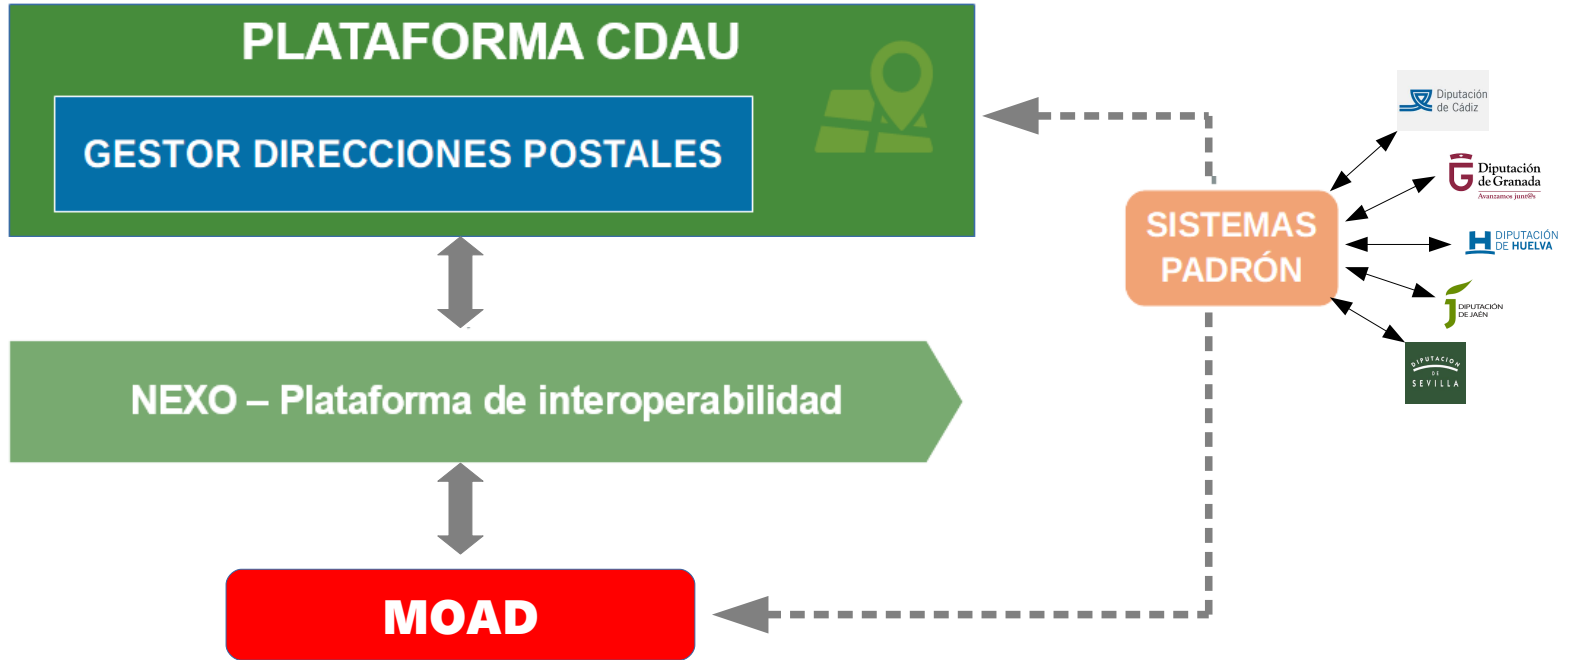 PLATAFORMA CDAU
GESTOR DIRECCIONES POSTALES
NEXO – Plataforma de interoperabilidad
MOAD
SISTEMAS
PADRÓN
Diputación
de Cádiz
Diputación
de Granada
Avanzamos junt@s
DIPUTACIÓN
DE HUELVA
DIPUTACIÓN
DE JAÉN
DIPUTACION
DE
SEVILLA